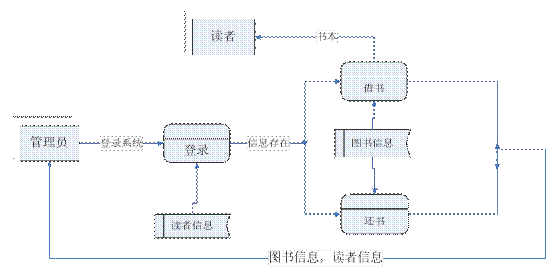 读者
书本
借书
管理员
登录系统
登录
信息存在
图书信息
读者信息
还书
图书信息，读者信息